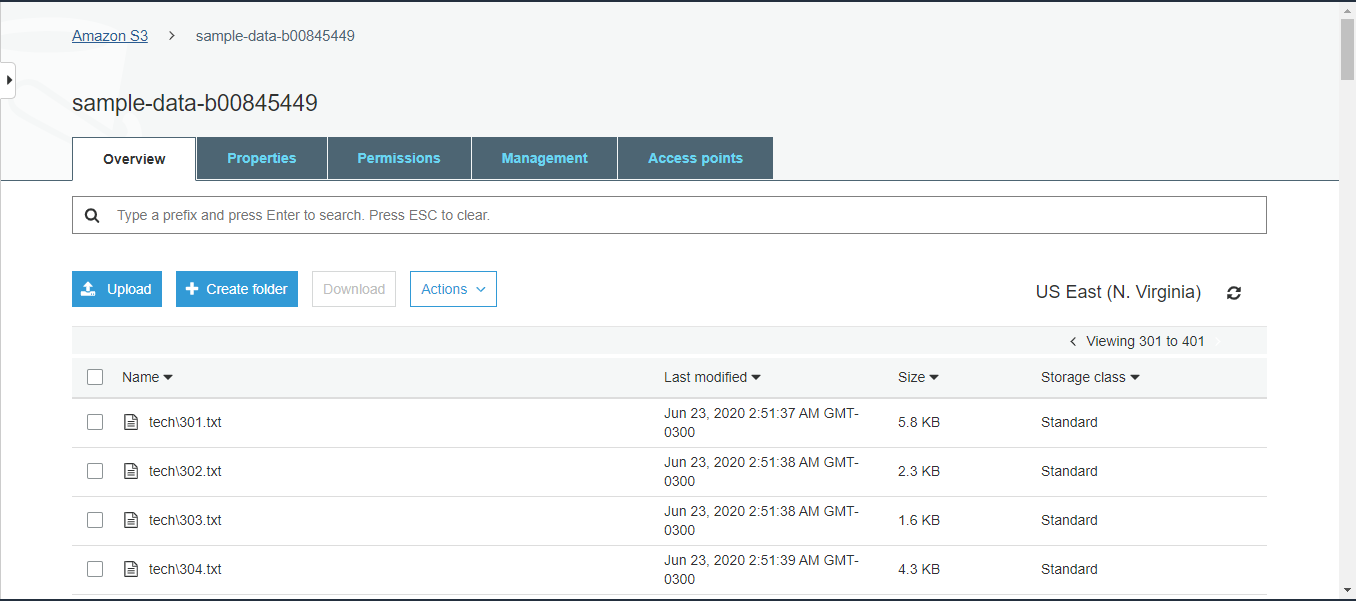 Amazon S3 > sample-data-b00845449
sample-data-b00845449
Overview Properties Permissions Management Access points
Type a prefix and press Enter to search. Press ESC to clear.
Upload + Create folder Download Actions
US East (N. Virginia)
Viewing 301 to 401
Name Last modified Size Storage class
tech\301.txt Jun 23, 2020 2:51:37 AM GMT-
0300 5.8 KB Standard
tech\302.txt Jun 23, 2020 2:51:38 AM GMT-
0300 2.3 KB Standard
tech\303.txt Jun 23, 2020 2:51:38 AM GMT-
0300 1.6 KB Standard
tech\304.txt Jun 23, 2020 2:51:39 AM GMT-
0300 4.3 KB Standard